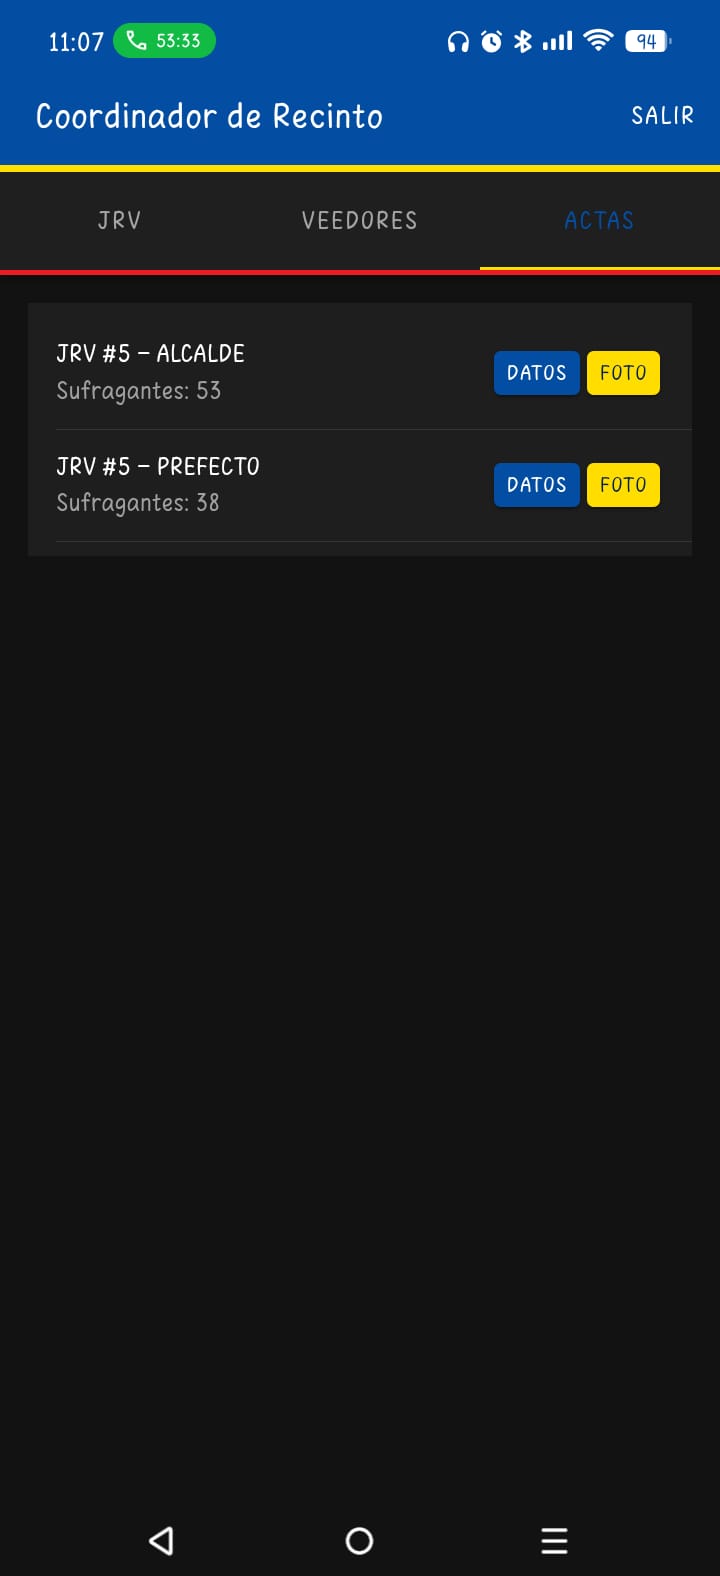 11:07 53:33 94
Coordinador de Recinto SALIR
JRV VEEDORES ACTAS
JRV #5 – ALCALDE
Sufragantes: 53
DATOS FOTO
JRV #5 – PREFECTO
Sufragantes: 38
DATOS FOTO